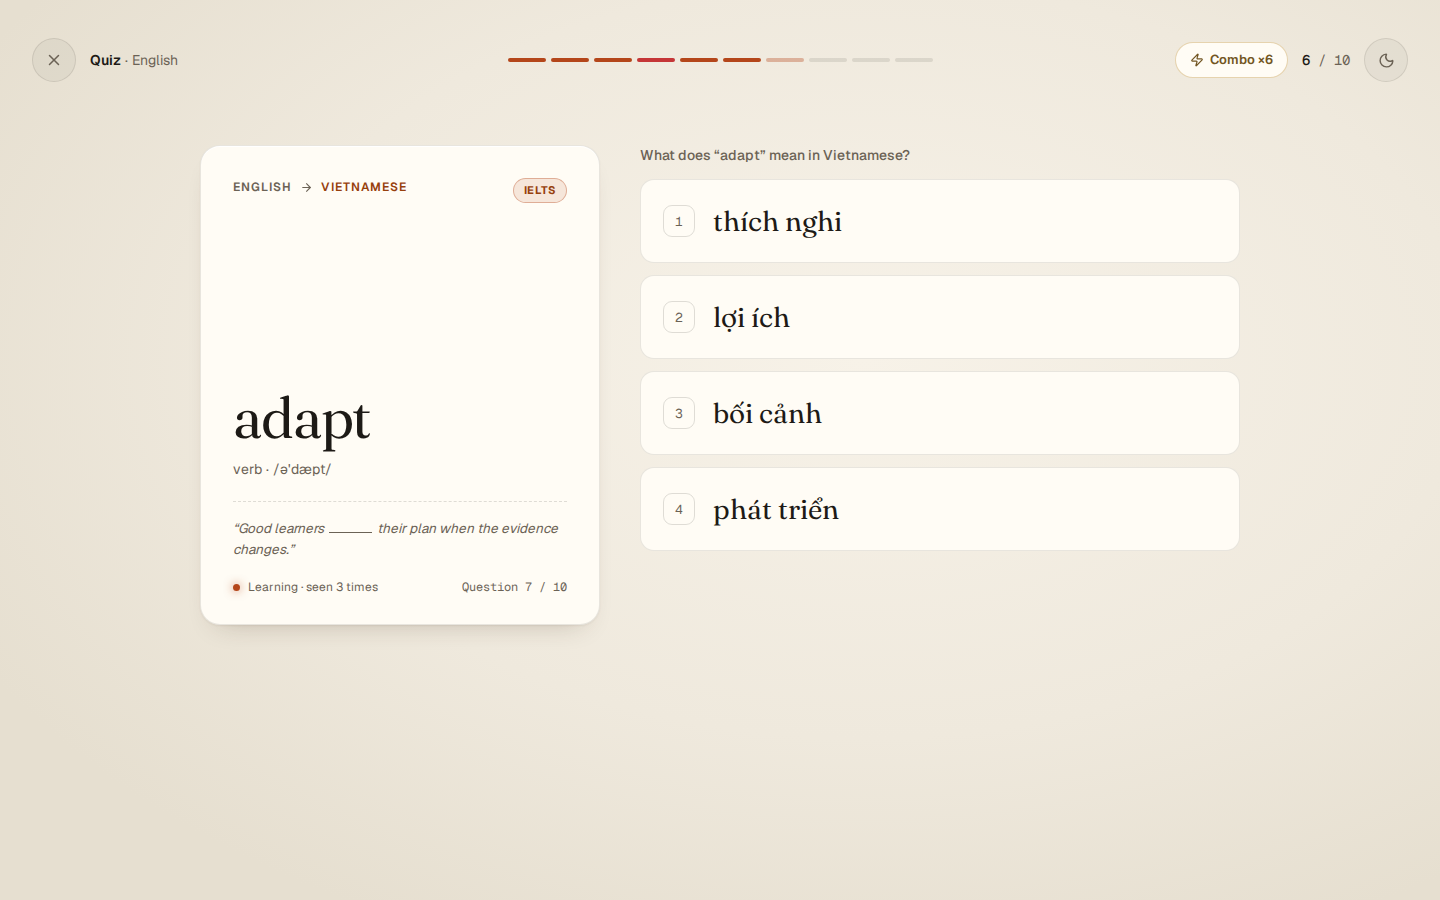 Quiz · English
Combo ×6
6 / 10
ENGLISH → VIETNAMESE
IELTS
adapt
verb · /ə'dæpt/
“Good learners ______ their plan when the evidence
changes.”
Learning · seen 3 times
Question 7 / 10
What does “adapt” mean in Vietnamese?
1 thích nghi
2 lợi ích
3 bối cảnh
4 phát triển